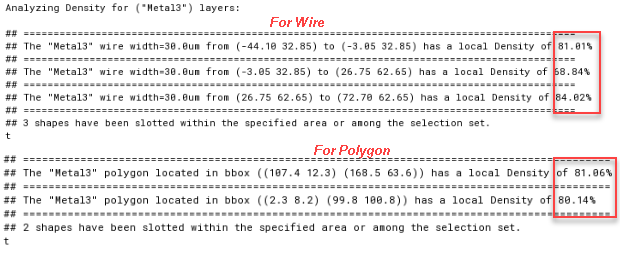 Analyzing Density for ("Metal3") layers:
For Wire
## =========================================================================
## The "Metal3" wire width=30.0um from (-44.10 32.85) to (-3.05 32.85) has a local Density of 81.01%
## =========================================================================
## The "Metal3" wire width=30.0um from (-3.05 32.85) to (26.75 62.65) has a local Density of 68.84%
## =========================================================================
## The "Metal3" wire width=30.0um from (26.75 62.65) to (72.70 62.65) has a local Density of 84.02%
## =========================================================================
## 3 shapes have been slotted within the specified area or among the selection set.
t
For Polygon
## =========================================================================
## The "Metal3" polygon located in bbox ((107.4 12.3) (168.5 63.6)) has a local Density of 81.06%
## =========================================================================
## The "Metal3" polygon located in bbox ((2.3 8.2) (99.8 100.8)) has a local Density of 80.14%
## =========================================================================
## 2 shapes have been slotted within the specified area or among the selection set.
t